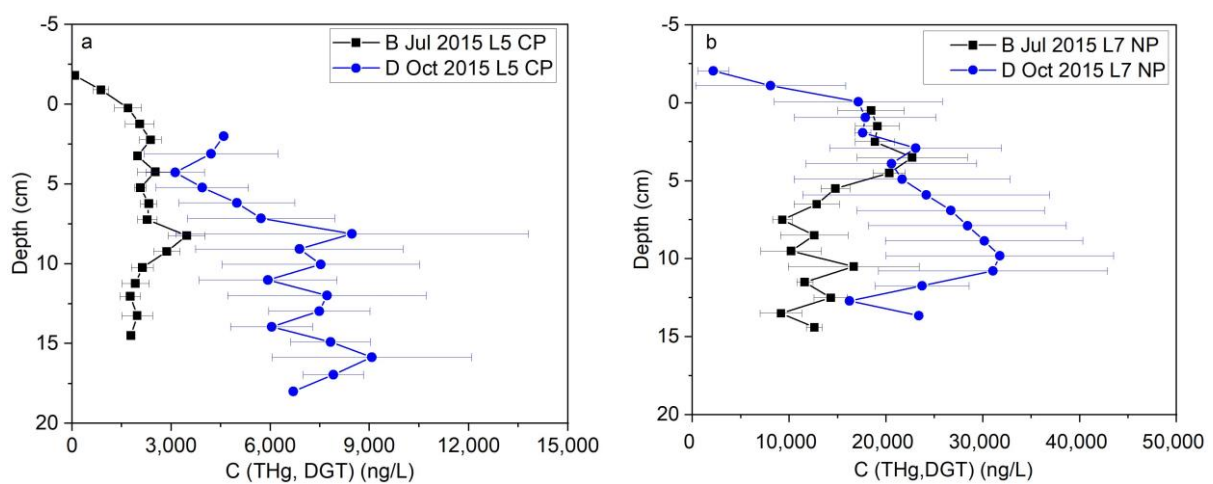 a
B Jul 2015 L5 CP
D Oct 2015 L5 CP
-5
0
5
10
15
20
Depth (cm)
0
3,000
6,000
9,000
12,000
15,000
C (THg, DGT) (ng/L)
b
B Jul 2015 L7 NP
D Oct 2015 L7 NP
-5
0
5
10
15
20
Depth (cm)
0
10,000
20,000
30,000
40,000
50,000
C (THg,DGT) (ng/L)